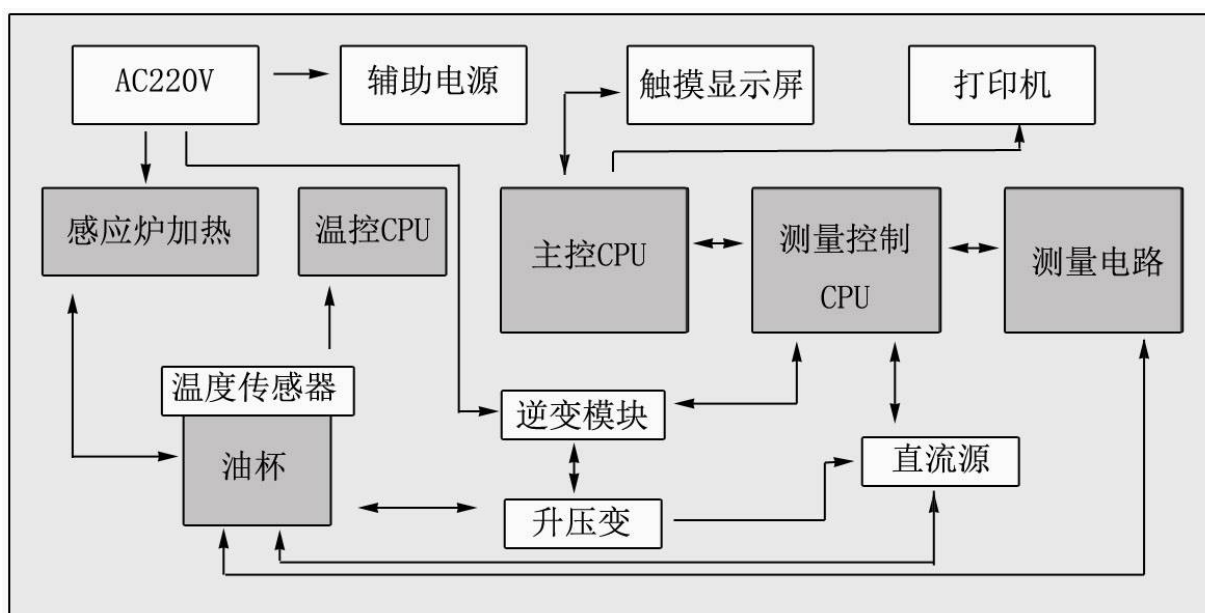 AC220V
辅助电源
触摸显示屏
打印机
感应炉加热
温控CPU
主控CPU
测量控制
CPU
测量电路
温度传感器
油杯
逆变模块
直流源
升压变